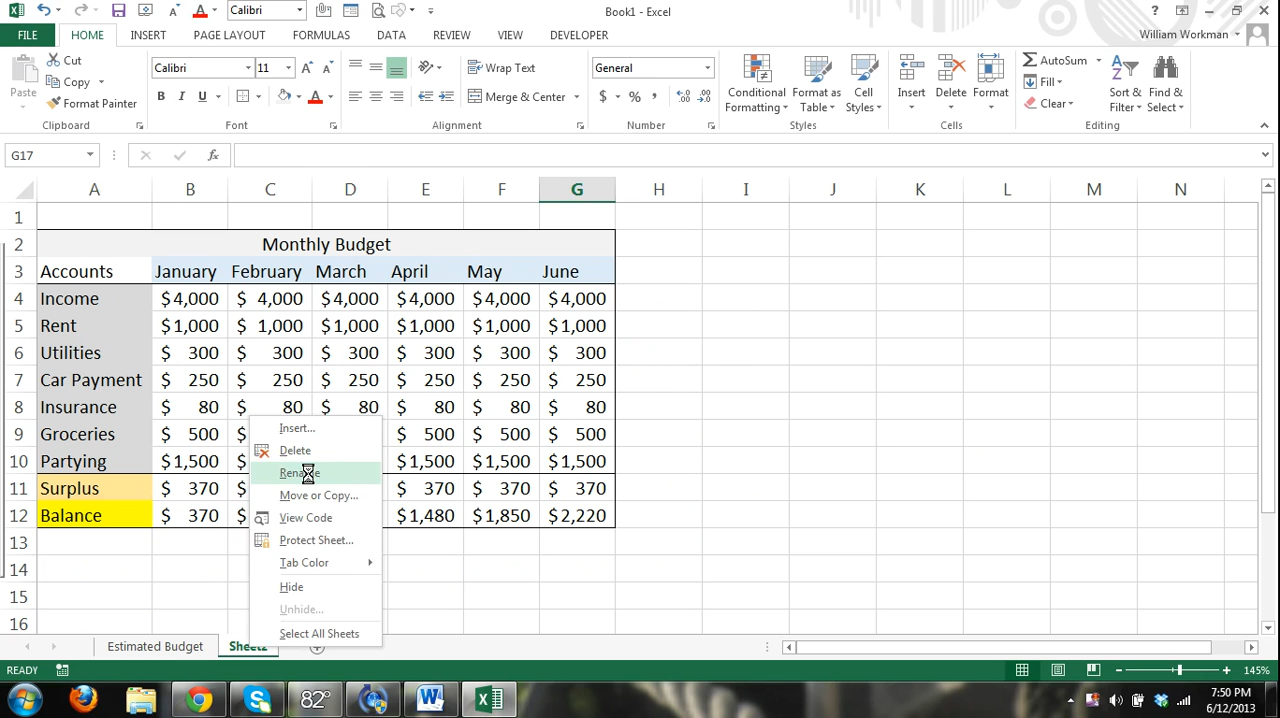 Calibri
Book1 - Excel
?
FILE HOME INSERT PAGE LAYOUT FORMULAS DATA REVIEW VIEW DEVELOPER William Workman
Paste
Cut
Copy
Format Painter
Clipboard
Calibri 11
B I U
Font
Wrap Text
Merge & Center
Alignment
General
$ % ,
Number
Conditional Formatting
Format as Table
Cell Styles
Styles
Insert Delete Format
Cells
AutoSum
Fill
Clear
Sort & Filter
Find & Select
Editing
G17 fx
A B C D E F G H I J K L M N
1
2 Monthly Budget
3 Accounts January February March April May June
4 Income $4,000 $ 4,000 $4,000 $4,000 $4,000 $4,000
5 Rent $1,000 $ 1,000 $1,000 $1,000 $1,000 $1,000
6 Utilities $ 300 $ 300 $ 300 $ 300 $ 300 $ 300
7 Car Payment $ 250 $ 250 $ 250 $ 250 $ 250 $ 250
8 Insurance $ 80 $ 80 $ 80 $ 80 $ 80 $ 80
9 Groceries $ 500 $ $ 500 $ 500 $ 500
10 Partying $1,500 $ $1,500 $1,500 $1,500
11 Surplus $ 370 $ $ 370 $ 370 $ 370
12 Balance $ 370 $ $1,480 $1,850 $2,220
13
14
15
16
Insert...
Delete
Rename
Move or Copy...
View Code
Protect Sheet...
Tab Color
Hide
Unhide...
Select All Sheets
Estimated Budget Sheet2
READY 145%
82°
7:50 PM
6/12/2013